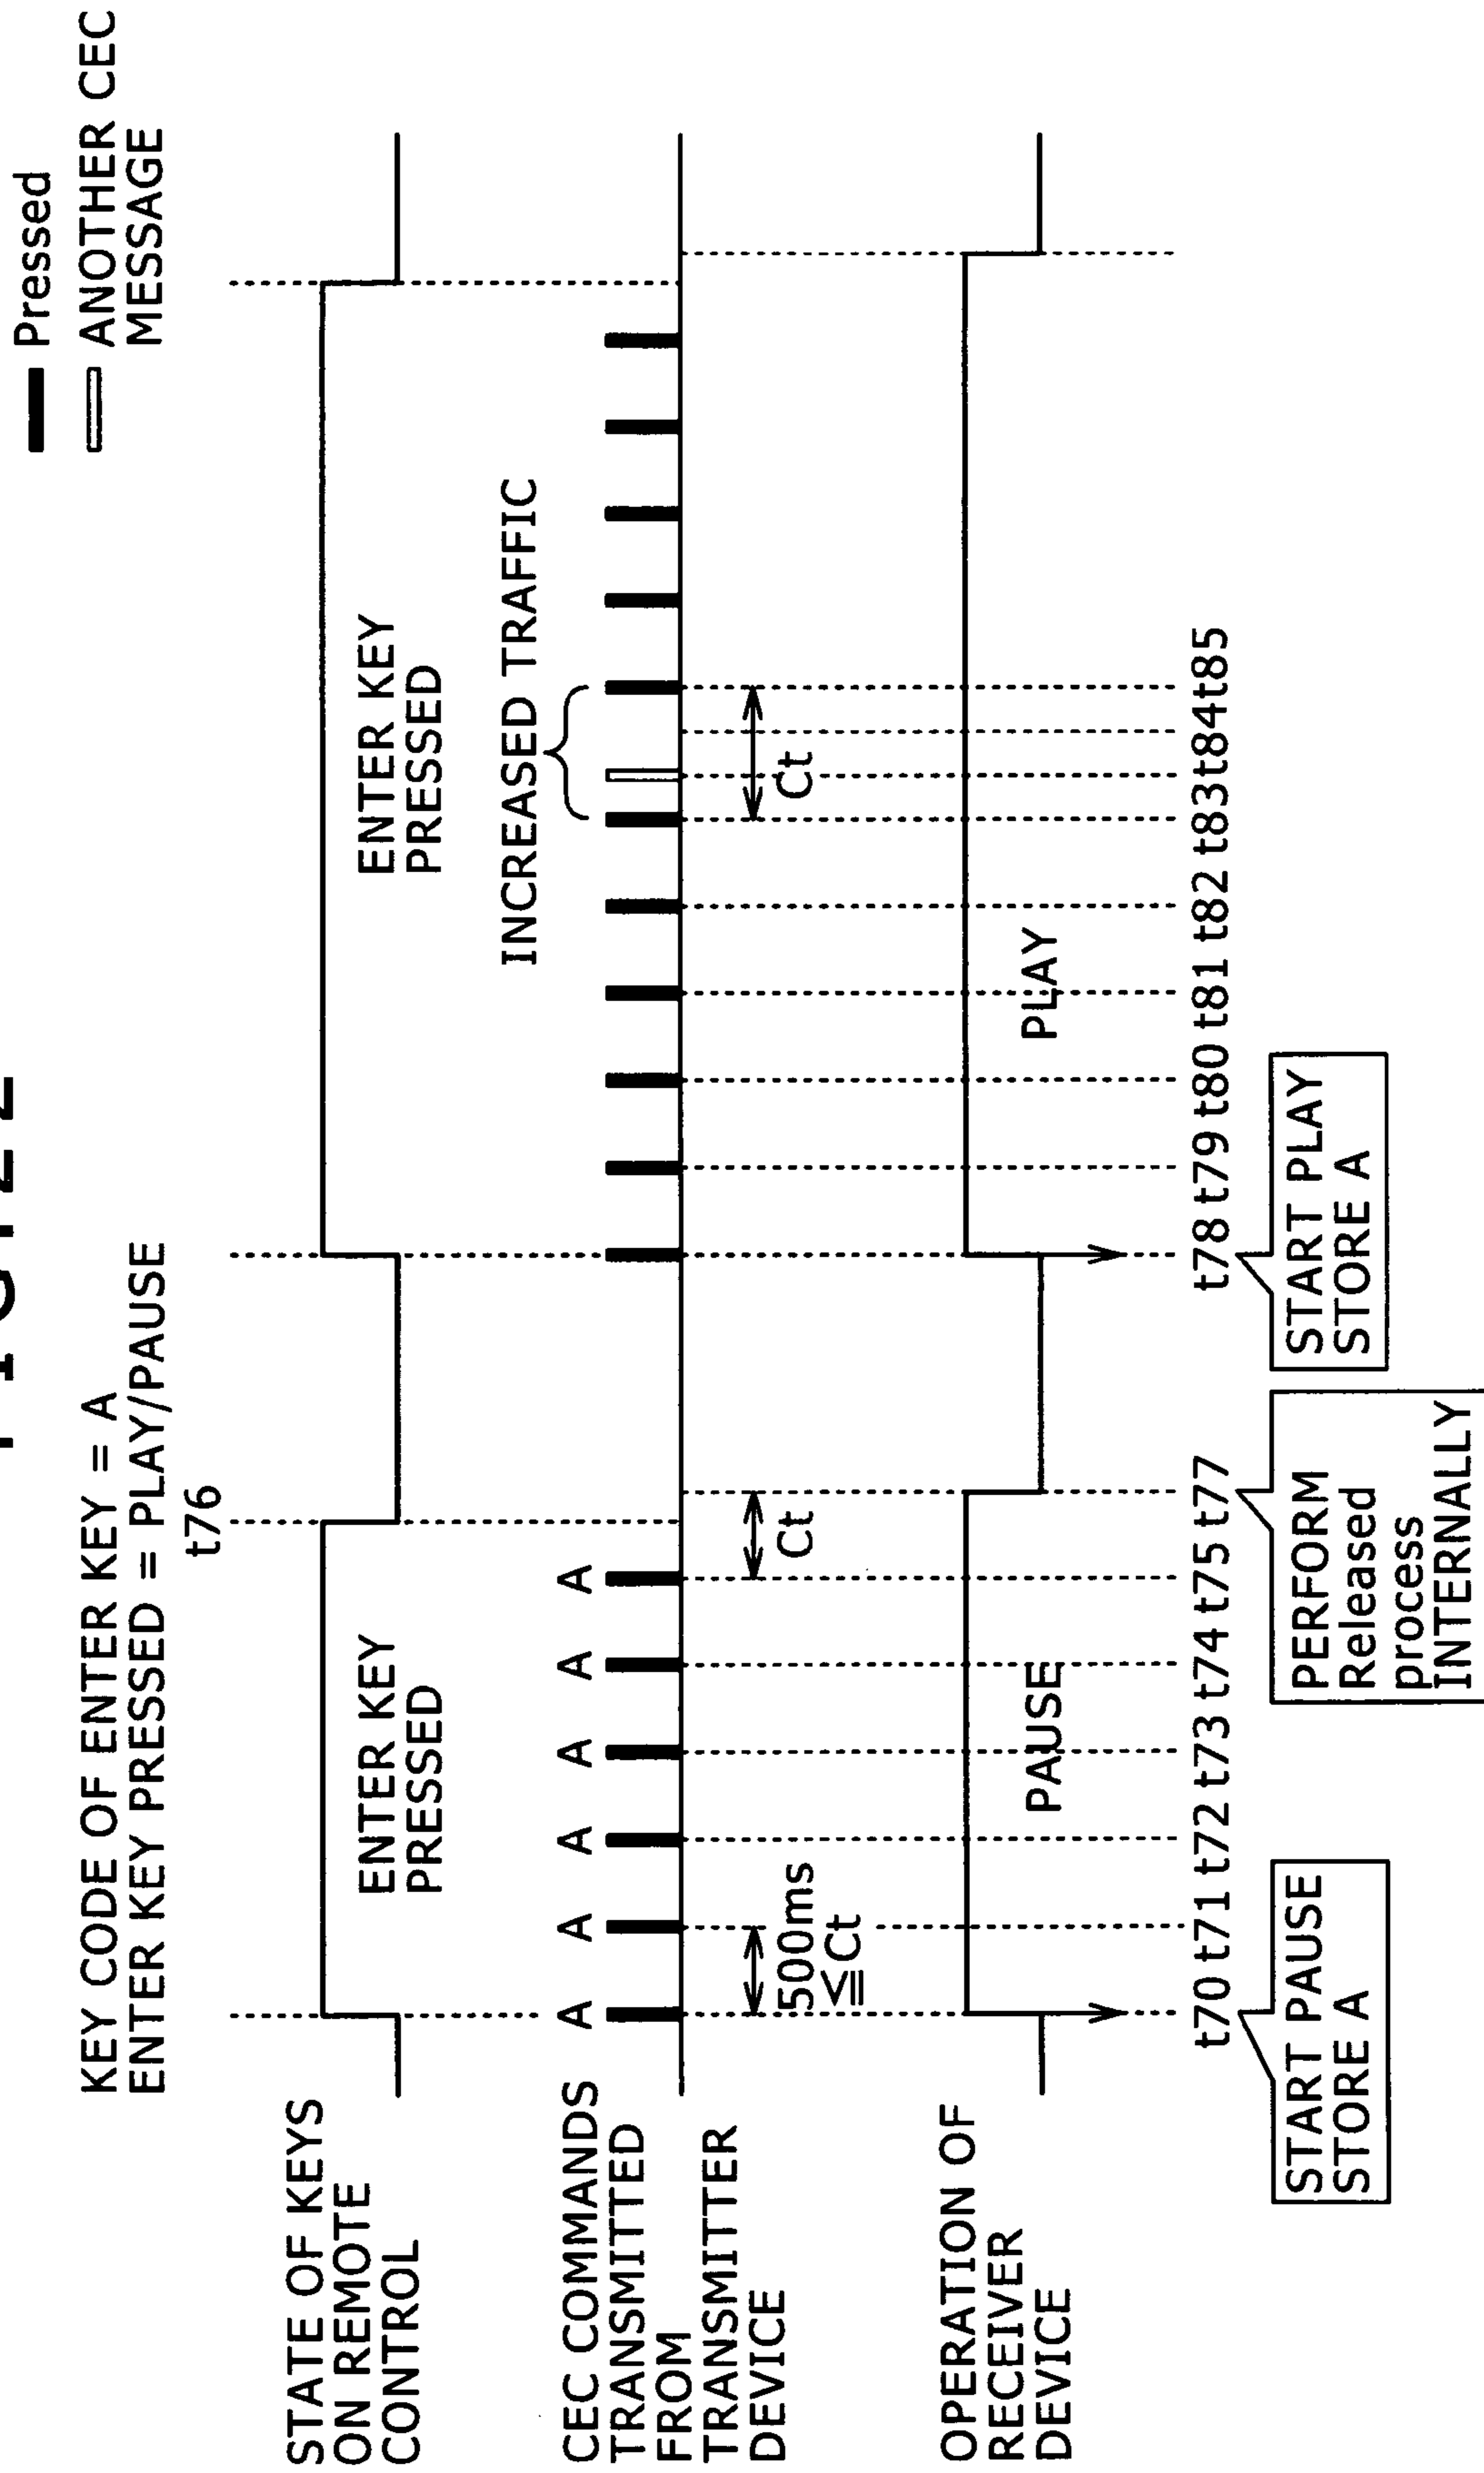 Pressed
ANOTHER CEC
MESSAGE
KEY CODE OF ENTER KEY = A
ENTER KEY PRESSED = PLAY/PAUSE
t76
STATE OF KEYS
ON REMOTE
CONTROL
ENTER KEY
PRESSED
ENTER KEY
PRESSED
INCREASED TRAFFIC
CEC COMMANDS
TRANSMITTED
FROM
TRANSMITTER
DEVICE
A A A A A A
500ms
≦Ct
Ct
Ct
OPERATION OF
RECEIVER
DEVICE
PAUSE
PLAY
t70 t71 t72 t73 t74 t75 t77 t78 t79 t80 t81 t82 t83 t84 t85
START PAUSE
STORE A
PERFORM
Released
process
INTERNALLY
START PLAY
STORE A